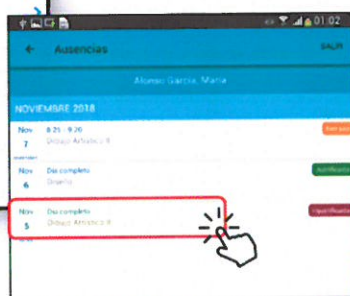 01:02
Ausencias
SALIR
Alonso García, María
NOVIEMBRE 2018
Nov 8:25 - 9:20
7 Dibujo Artístico II
Nov Día completo
6 Diseño
Justificada
Nov Día completo
5 Dibujo Artístico II
Injustificada